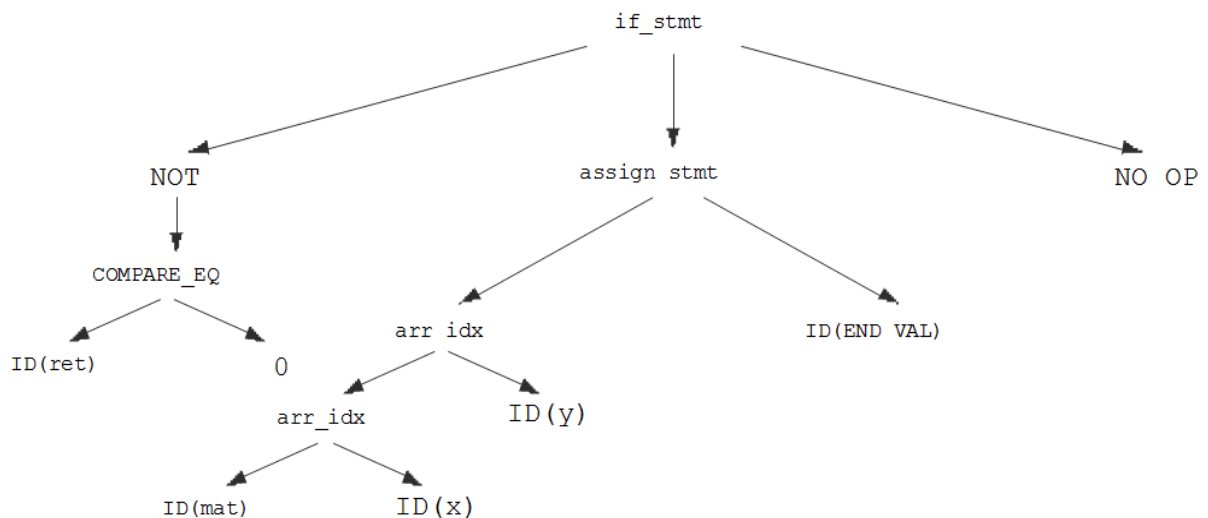 if_stmt
NOT
assign stmt
NO OP
COMPARE_EQ
ID(ret)
0
arr idx
ID(END VAL)
arr_idx
ID(y)
ID(mat)
ID(x)